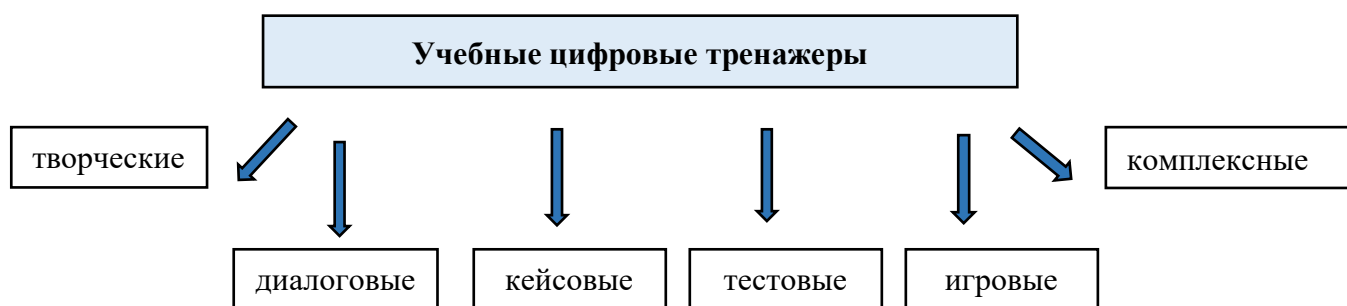 Учебные цифровые тренажеры
творческие
комплексные
диалоговые
кейсовые
тестовые
игровые